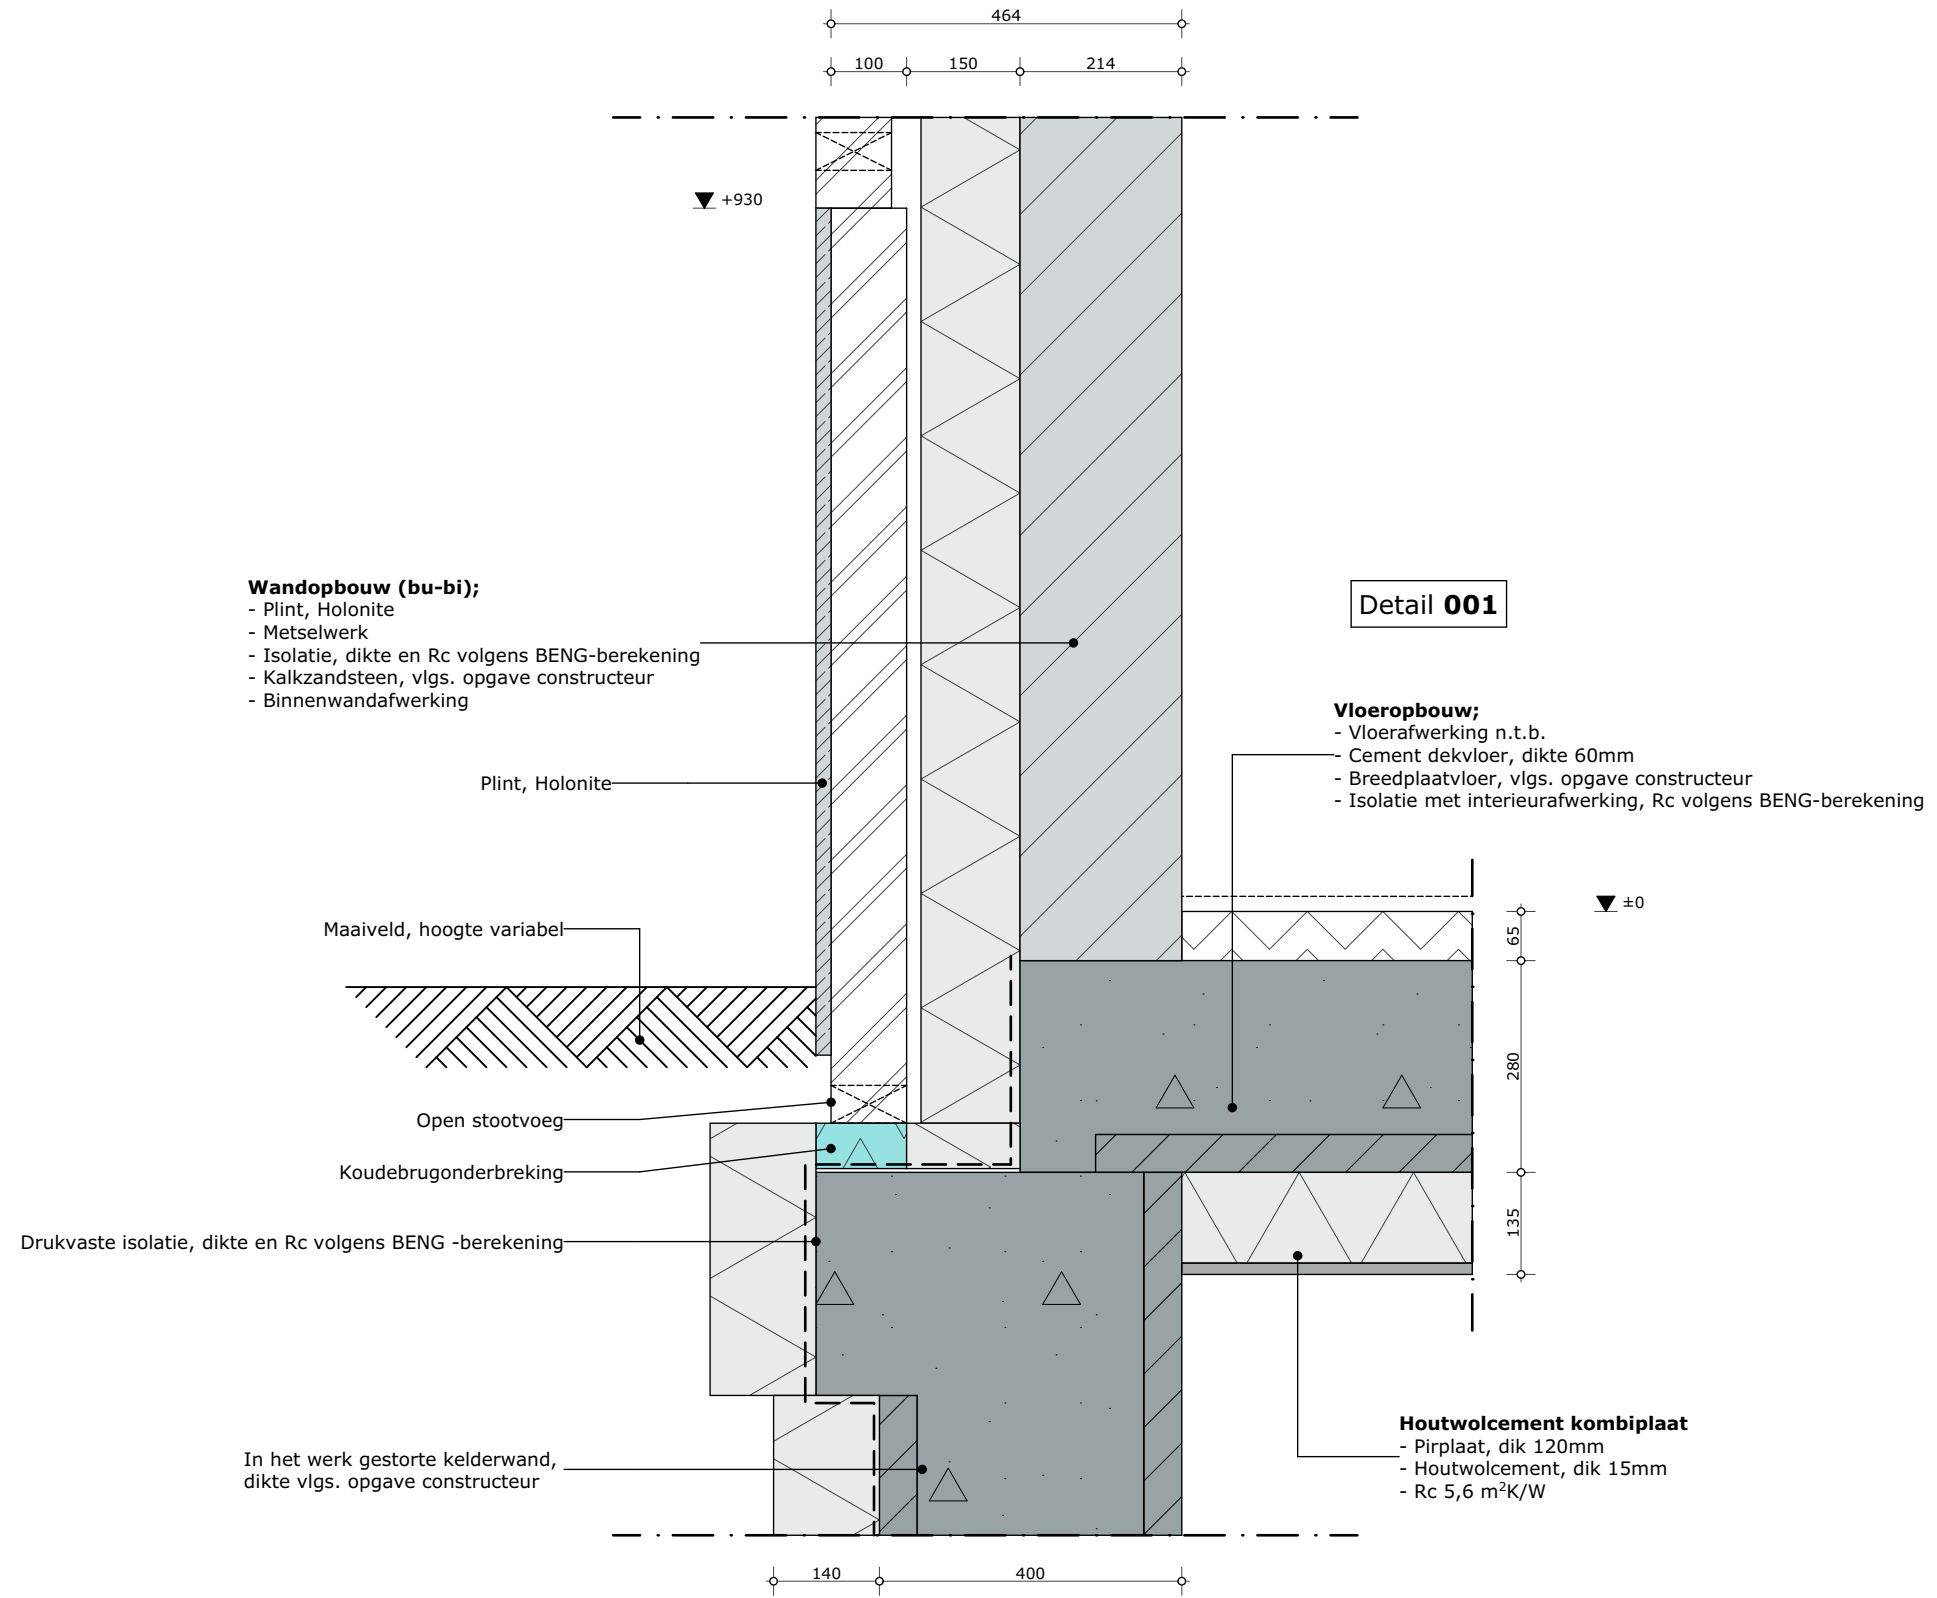 464
100
150
214
+930
Wandopbouw (bu-bi);
- Plint, Holonite
- Metselwerk
- Isolatie, dikte en Rc volgens BENG-berekening
- Kalkzandsteen, vlgs. opgave constructeur
- Binnenwandafwerking
Detail 001
Vloeropbouw;
- Vloerafwerking n.t.b.
- Cement dekvloer, dikte 60mm
- Breedplaatvloer, vlgs. opgave constructeur
- Isolatie met interieurafwerking, Rc volgens BENG-berekening
Plint, Holonite
±0
Maaiveld, hoogte variabel
65
280
135
Open stootvoeg
Koudebrugonderbreking
Drukvaste isolatie, dikte en Rc volgens BENG -berekening
Houtwolcement kombiplaat
- Pirplaat, dik 120mm
- Houtwolcement, dik 15mm
- Rc 5,6 m²K/W
In het werk gestorte kelderwand,
dikte vlgs. opgave constructeur
140
400